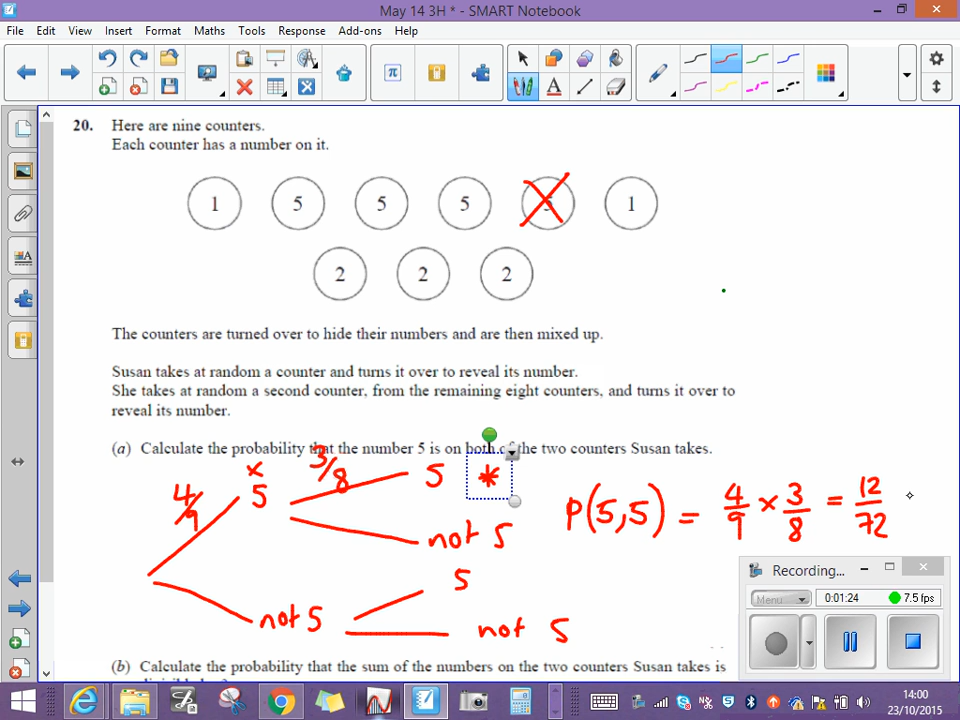 May 14 3H * - SMART Notebook
File Edit View Insert Format Maths Tools Response Add-ons Help
20. Here are nine counters.
Each counter has a number on it.
1 5 5 5 5 1
2 2 2
The counters are turned over to hide their numbers and are then mixed up.
Susan takes at random a counter and turns it over to reveal its number.
She takes at random a second counter, from the remaining eight counters, and turns it over to
reveal its number.
(a) Calculate the probability that the number 5 is on both of the two counters Susan takes.
4/9 5 × 3/8 5 *
P(5,5) = 4/9 × 3/8 = 12/72
not 5
5
not 5
not 5
Recording...
Menu 0:01:24 7.5 fps
(b) Calculate the probability that the sum of the numbers on the two counters Susan takes is
14:00
23/10/2015